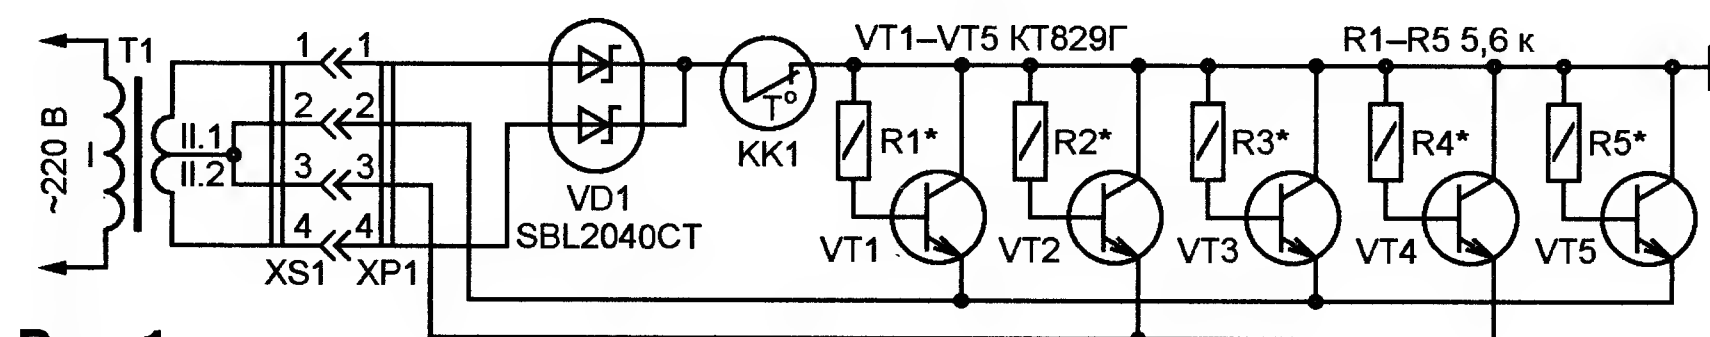 T1
~220 В
I
II.1
II.2
1 1
2 2
3 3
4 4
XS1 XP1
VD1
SBL2040CT
T°
KK1
VT1–VT5 КТ829Г
R1–R5 5,6 к
R1*
R2*
R3*
R4*
R5*
VT1
VT2
VT3
VT4
VT5